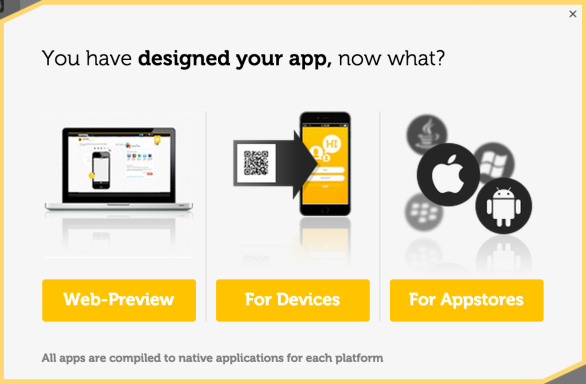 You have designed your app, now what?
HI
Web-Preview
For Devices
For Appstores
All apps are compiled to native applications for each platform